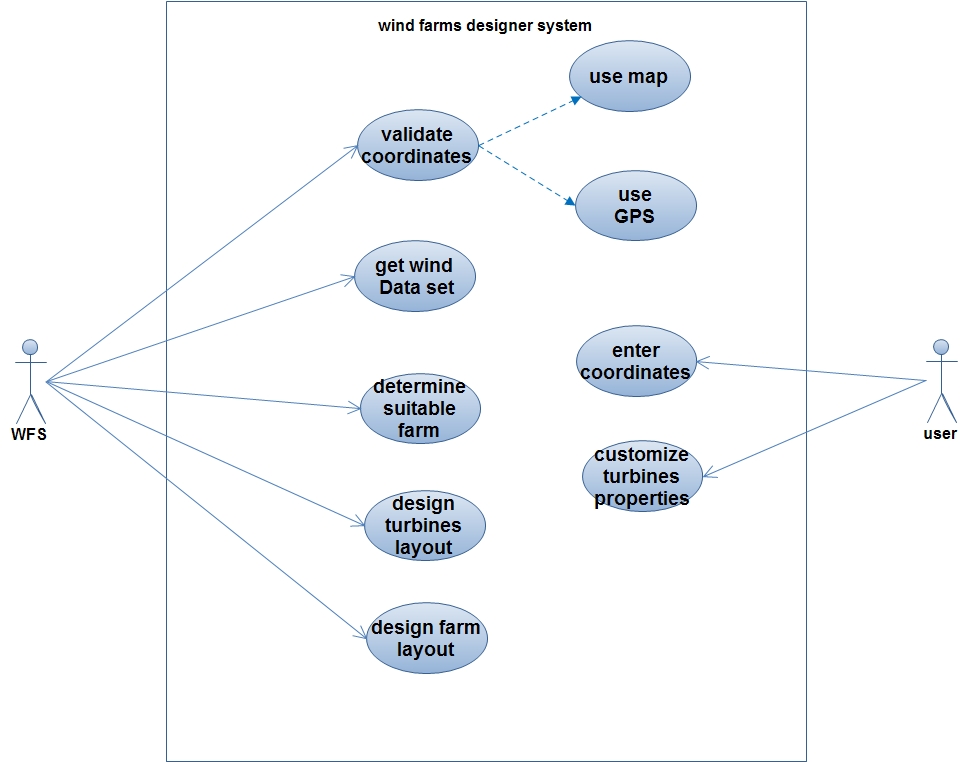 wind farms designer system
use map
validate
coordinates
use
GPS
get wind
Data set
enter
coordinates
determine
suitable
farm
WFS
user
customize
turbines
properties
design
turbines
layout
design farm
layout